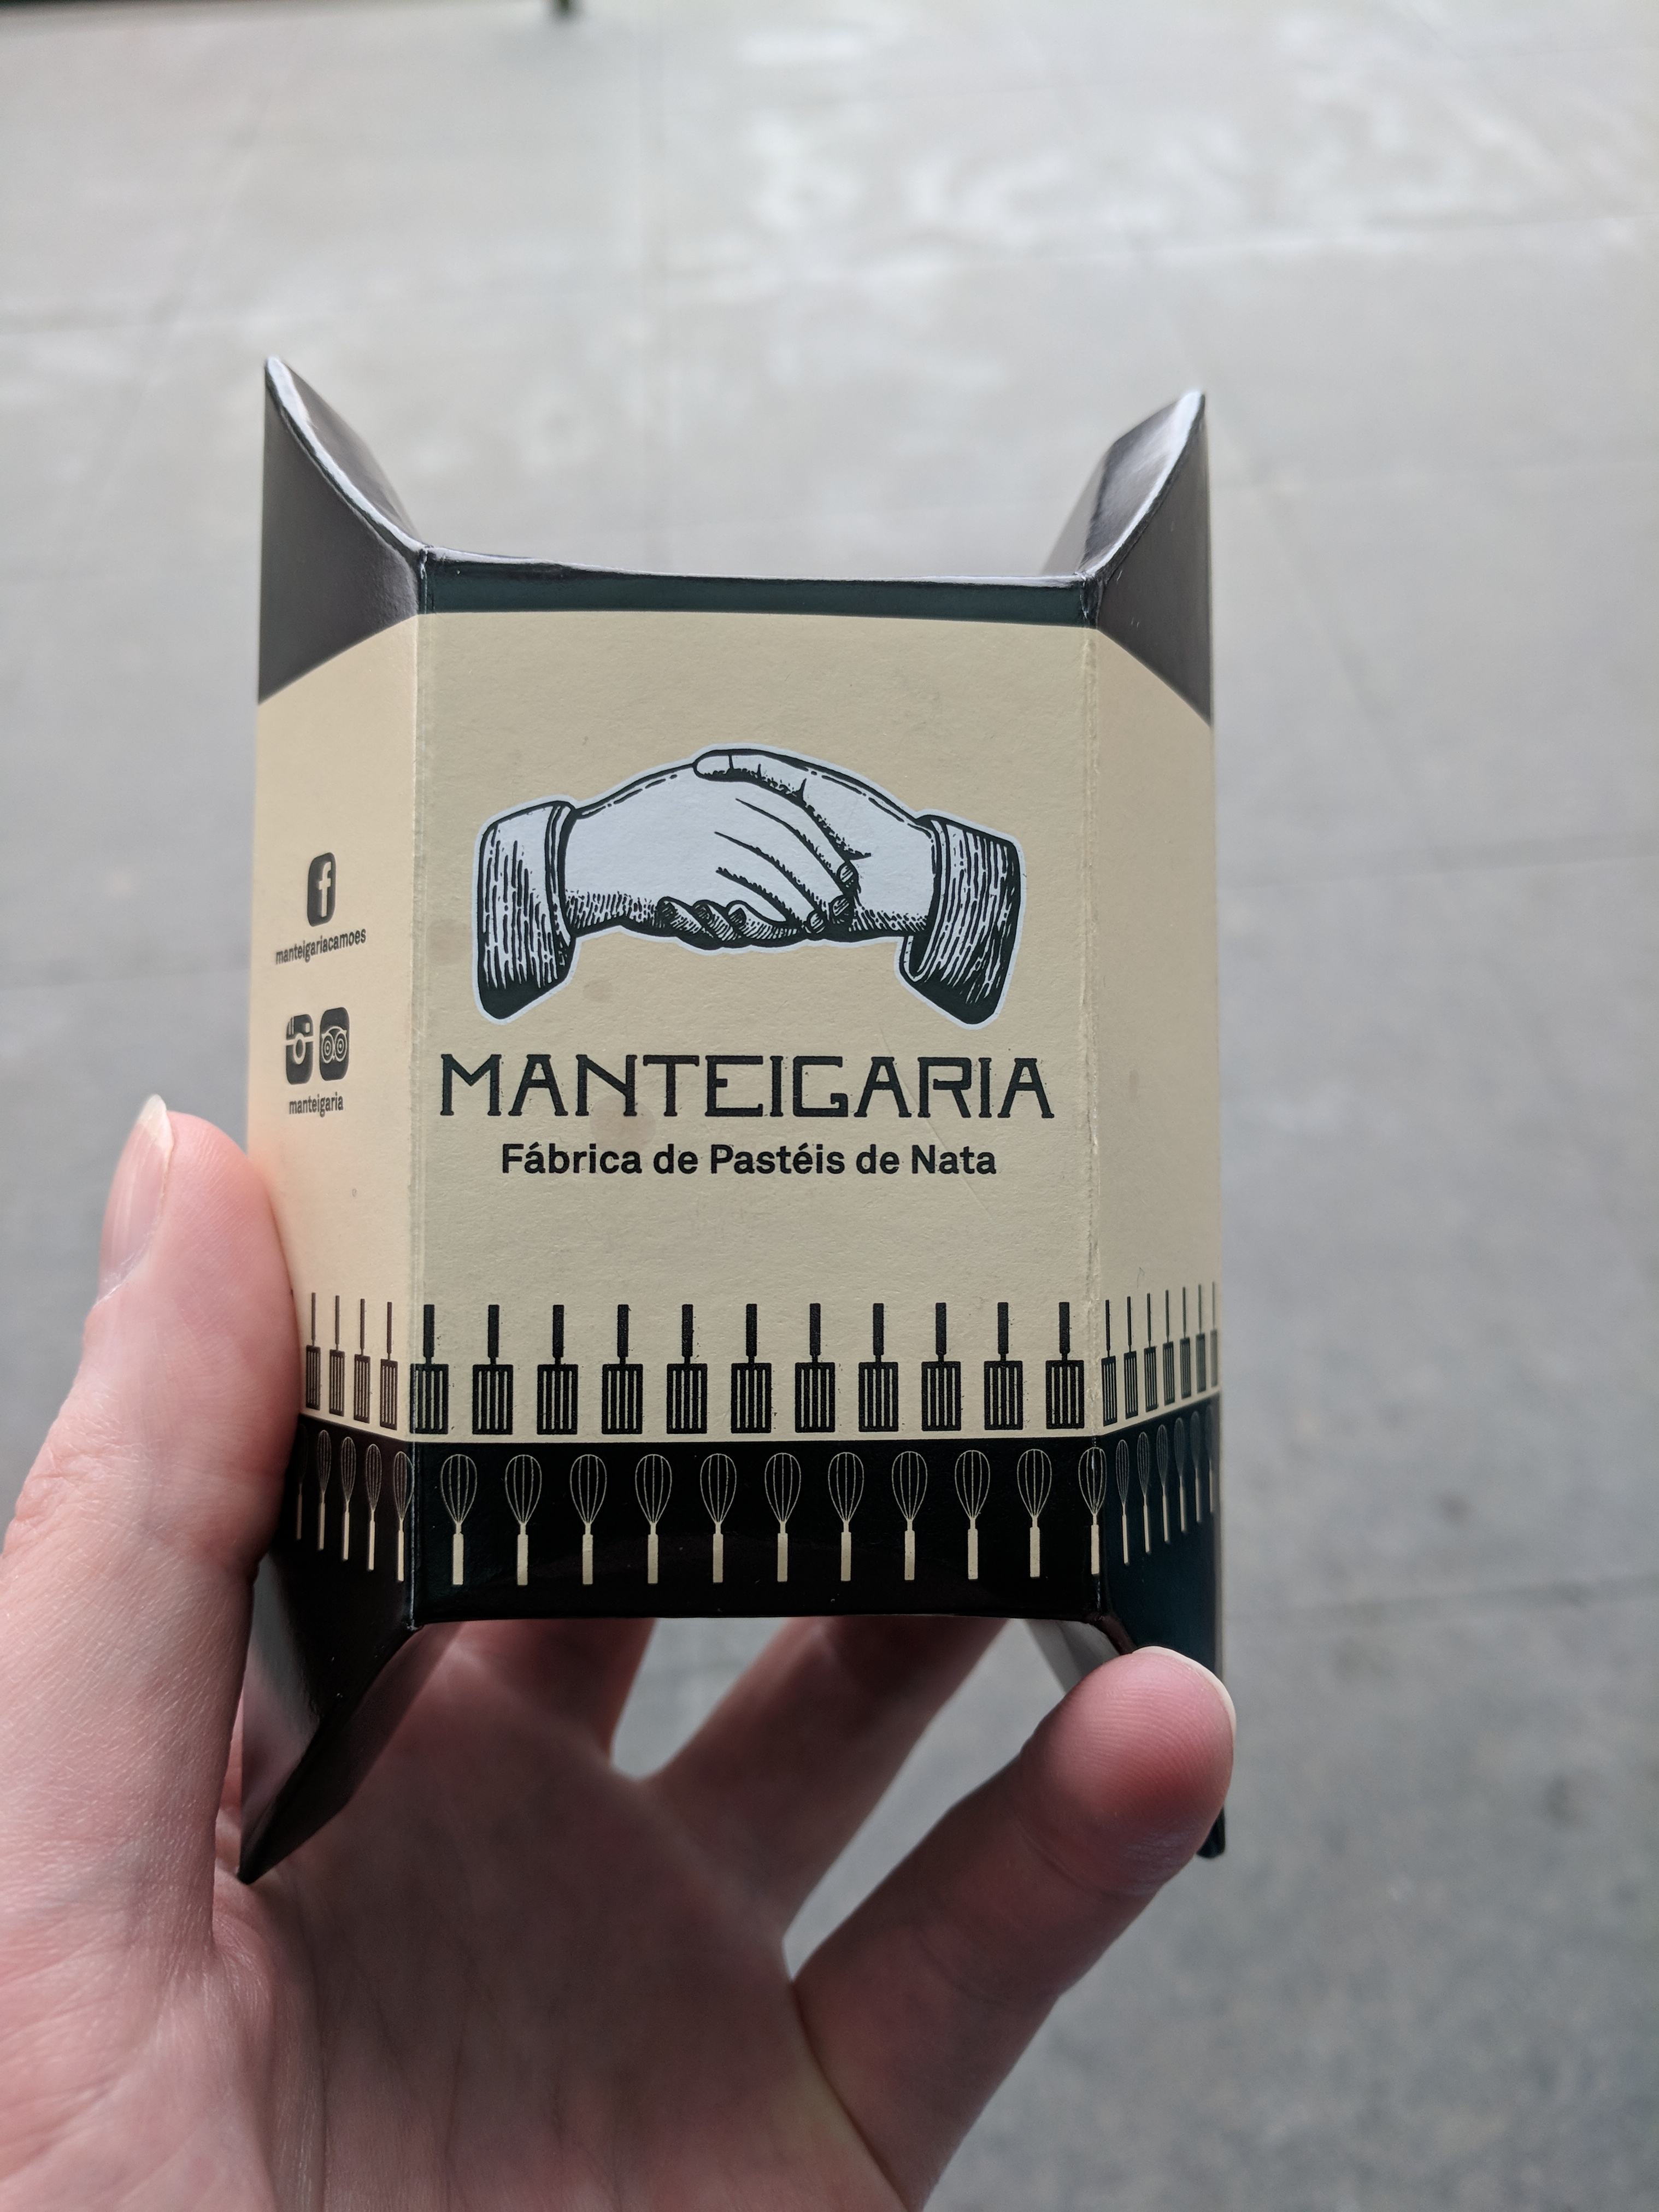 manteigariacamoes
manteigaria
MANTEIGARIA
Fábrica de Pastéis de Nata